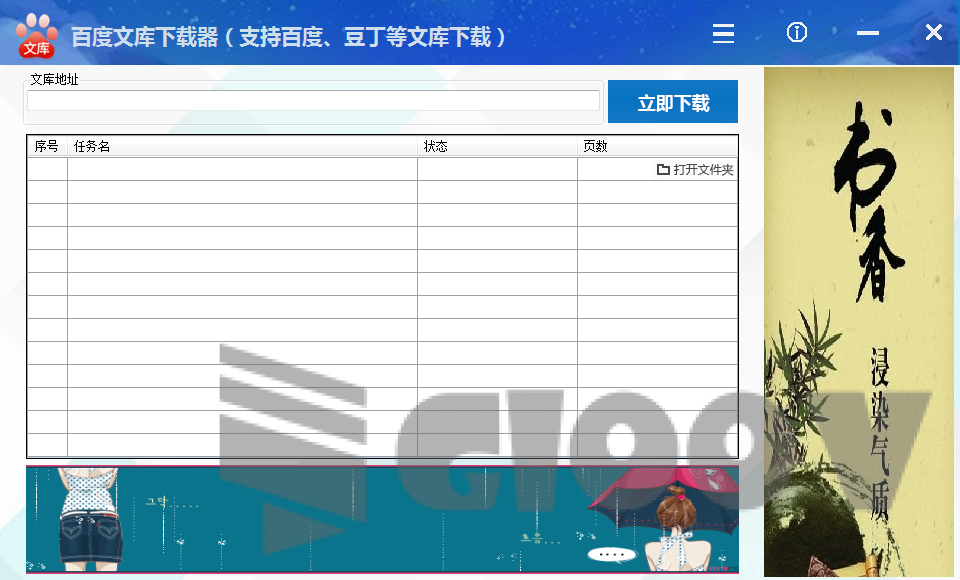 文库
百度文库下载器（支持百度、豆丁等文库下载）
文库地址
立即下载
序号 任务名 状态 页数
打开文件夹
书香
浸染气质
....